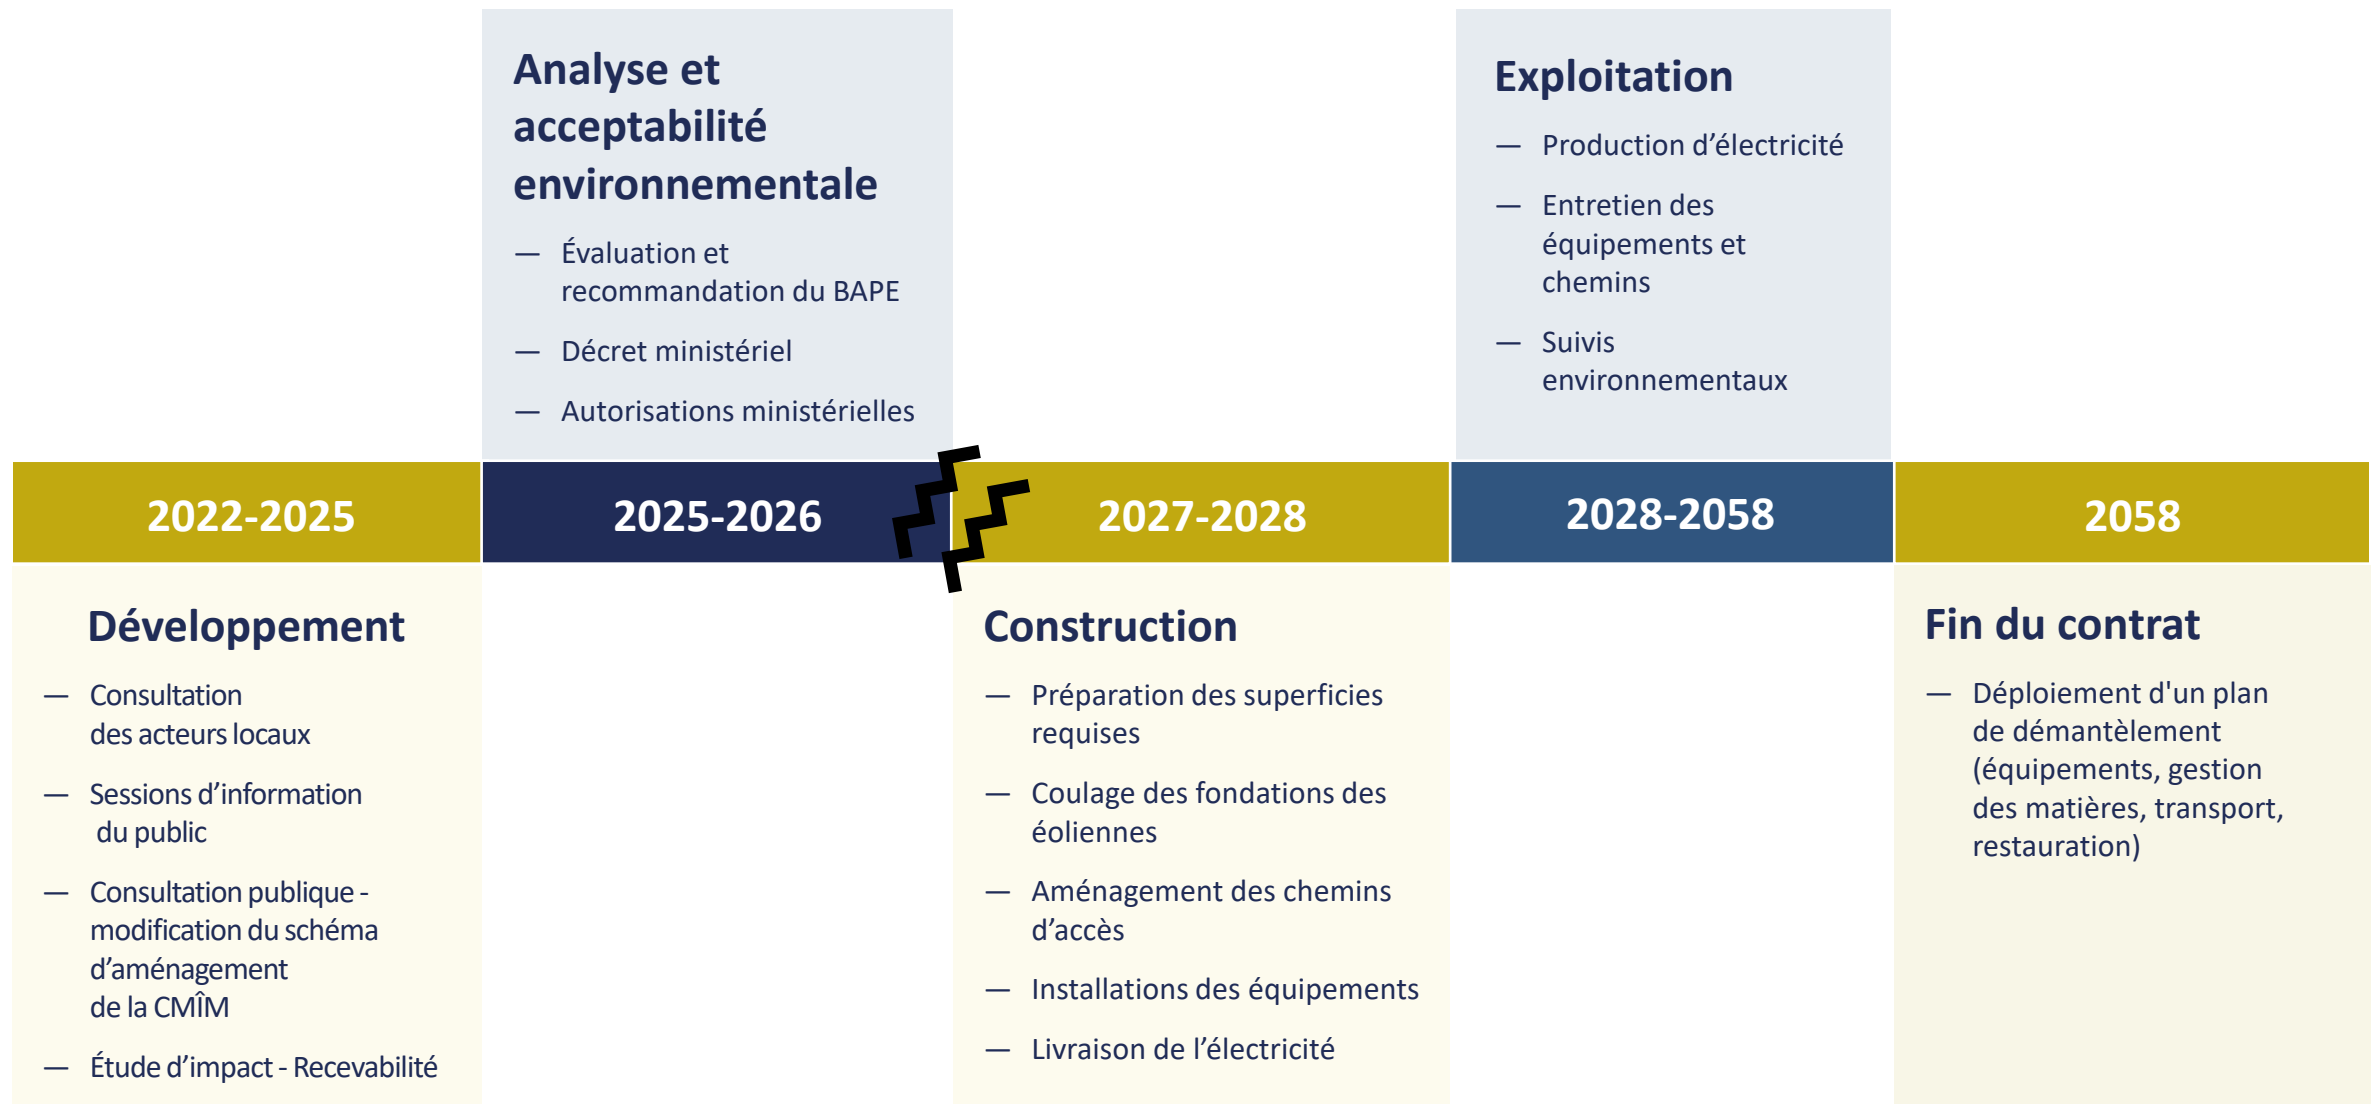 Analyse et
acceptabilité
environnementale
— Évaluation et
recommandation du BAPE
— Décret ministériel
— Autorisations ministérielles
Exploitation
— Production d’électricité
— Entretien des
équipements et
chemins
— Suivis
environnementaux
2022-2025
2025-2026
2027-2028
2028-2058
2058
Développement
— Consultation
des acteurs locaux
— Sessions d’information
du public
— Consultation publique -
modification du schéma
d’aménagement
de la CMÎM
— Étude d’impact - Recevabilité
Construction
— Préparation des superficies
requises
— Coulage des fondations des
éoliennes
— Aménagement des chemins
d’accès
— Installations des équipements
— Livraison de l’électricité
Fin du contrat
— Déploiement d'un plan
de démantèlement
(équipements, gestion
des matières, transport,
restauration)